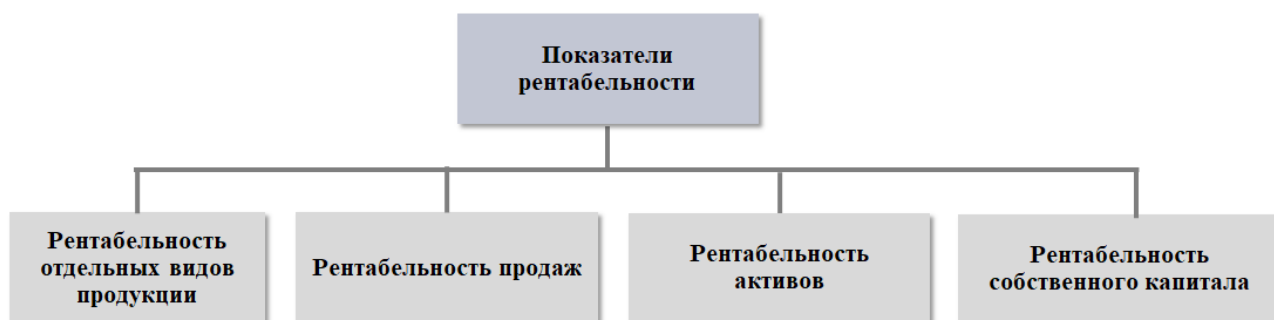 Показатели
рентабельности
Рентабельность
отдельных видов
продукции
Рентабельность продаж
Рентабельность
активов
Рентабельность
собственного капитала